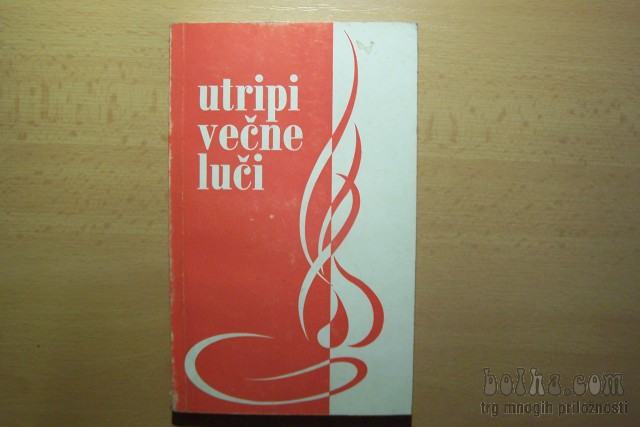 utripi
večne
luči
bolha.com
trg mnogih priložnosti